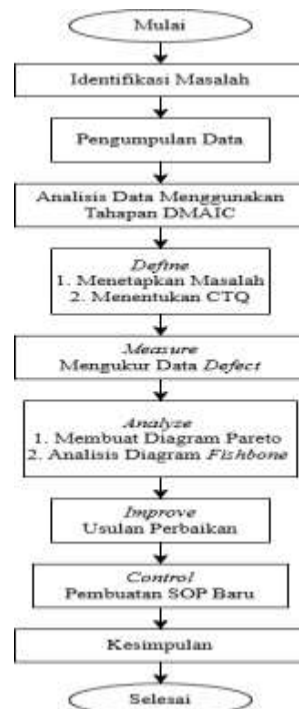 Mulai
Identifikasi Masalah
Pengumpulan Data
Analisis Data Menggunakan
Tahapan DMAIC
Define
1. Menetapkan Masalah
2. Menentukan CTQ
Measure
Mengukur Data Defect
Analyze
1. Membuat Diagram Pareto
2. Analisis Diagram Fishbone
Improve
Usulan Perbaikan
Control
Pembuatan SOP Baru
Kesimpulan
Selesai